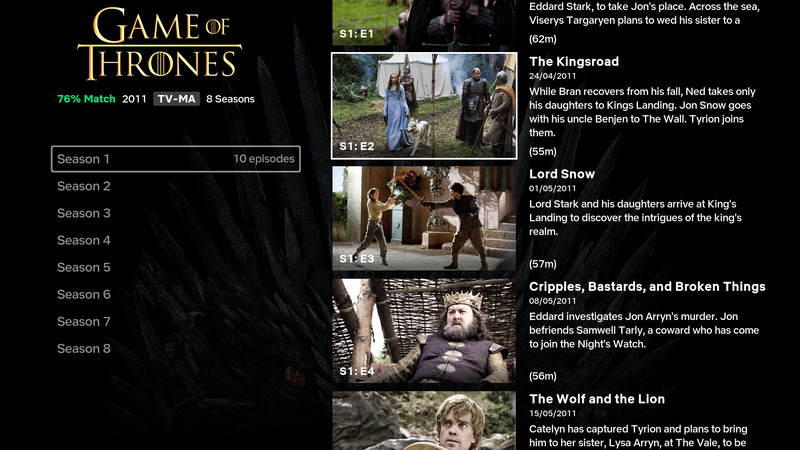 GAME OF
THRONES
76% Match 2011 TV-MA 8 Seasons
Season 1 10 episodes
Season 2
Season 3
Season 4
Season 5
Season 6
Season 7
Season 8
S1: E1
Eddard Stark, to take Jon's place. Across the sea,
Viserys Targaryen plans to wed his sister to a
(62m)
S1: E2
The Kingsroad
24/04/2011
While Bran recovers from his fall, Ned takes only
his daughters to Kings Landing. Jon Snow goes
with his uncle Benjen to The Wall. Tyrion joins
them.
(55m)
S1: E3
Lord Snow
01/05/2011
Lord Stark and his daughters arrive at King's
Landing to discover the intrigues of the king's
realm.
(57m)
S1: E4
Cripples, Bastards, and Broken Things
08/05/2011
Eddard investigates Jon Arryn's murder. Jon
befriends Samwell Tarly, a coward who has come
to join the Night's Watch.
(56m)
The Wolf and the Lion
15/05/2011
Catelyn has captured Tyrion and plans to bring
him to her sister, Lysa Arryn, at The Vale, to be